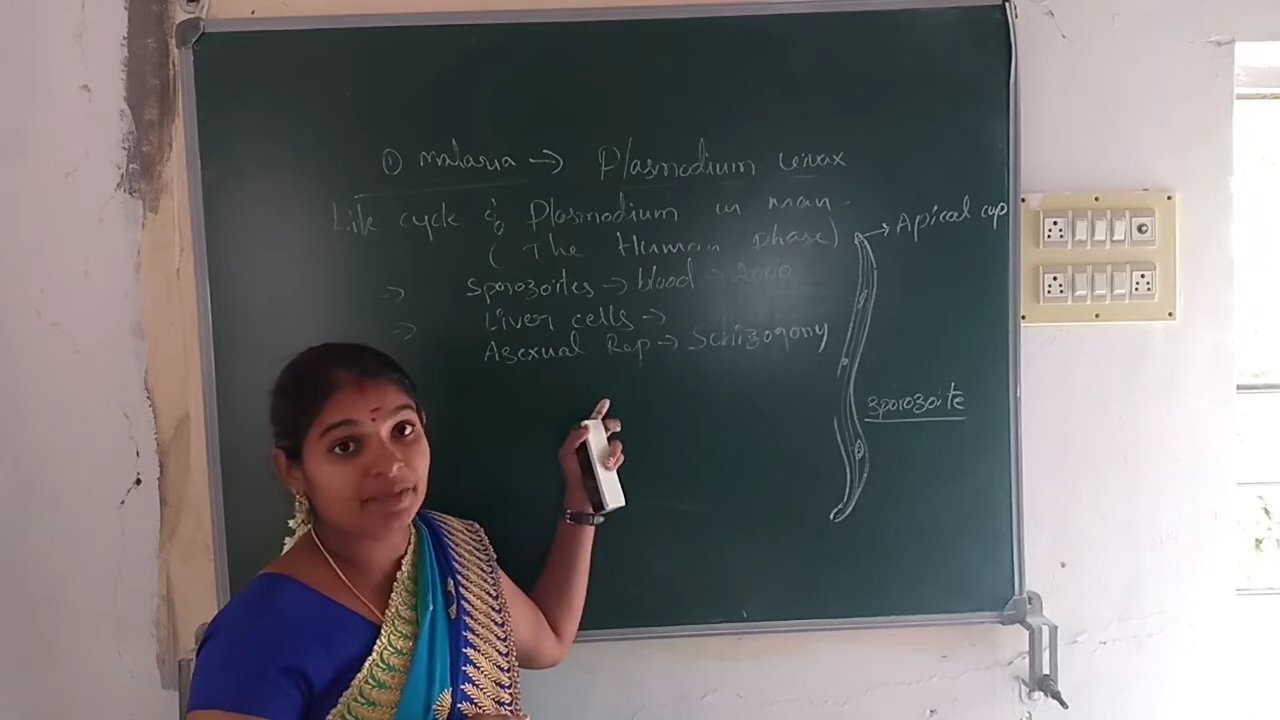 ① malaria → Plasmodium vivax
Life cycle of Plasmodium in man.
( The Human phase)
→ Sporozoites → blood → 2000
→ Liver cells →
Asexual Rep → Schizogony
→ Apical cup
sporozoite